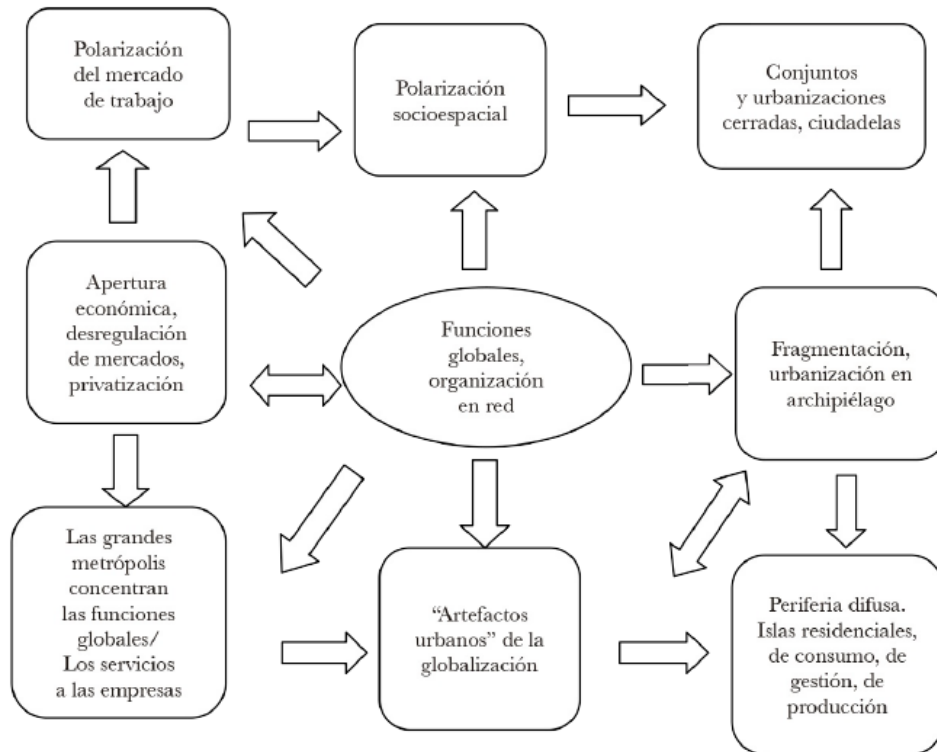 Polarización
del mercado
de trabajo
Polarización
socioespacial
Conjuntos
y urbanizaciones
cerradas, ciudadelas
Apertura
económica,
desregulación
de mercados,
privatización
Funciones
globales,
organización
en red
Fragmentación,
urbanización en
archipiélago
Las grandes
metrópolis
concentran
las funciones
globales/
Los servicios
a las empresas
“Artefactos
urbanos” de la
globalización
Periferia difusa.
Islas residenciales,
de consumo, de
gestión, de
producción